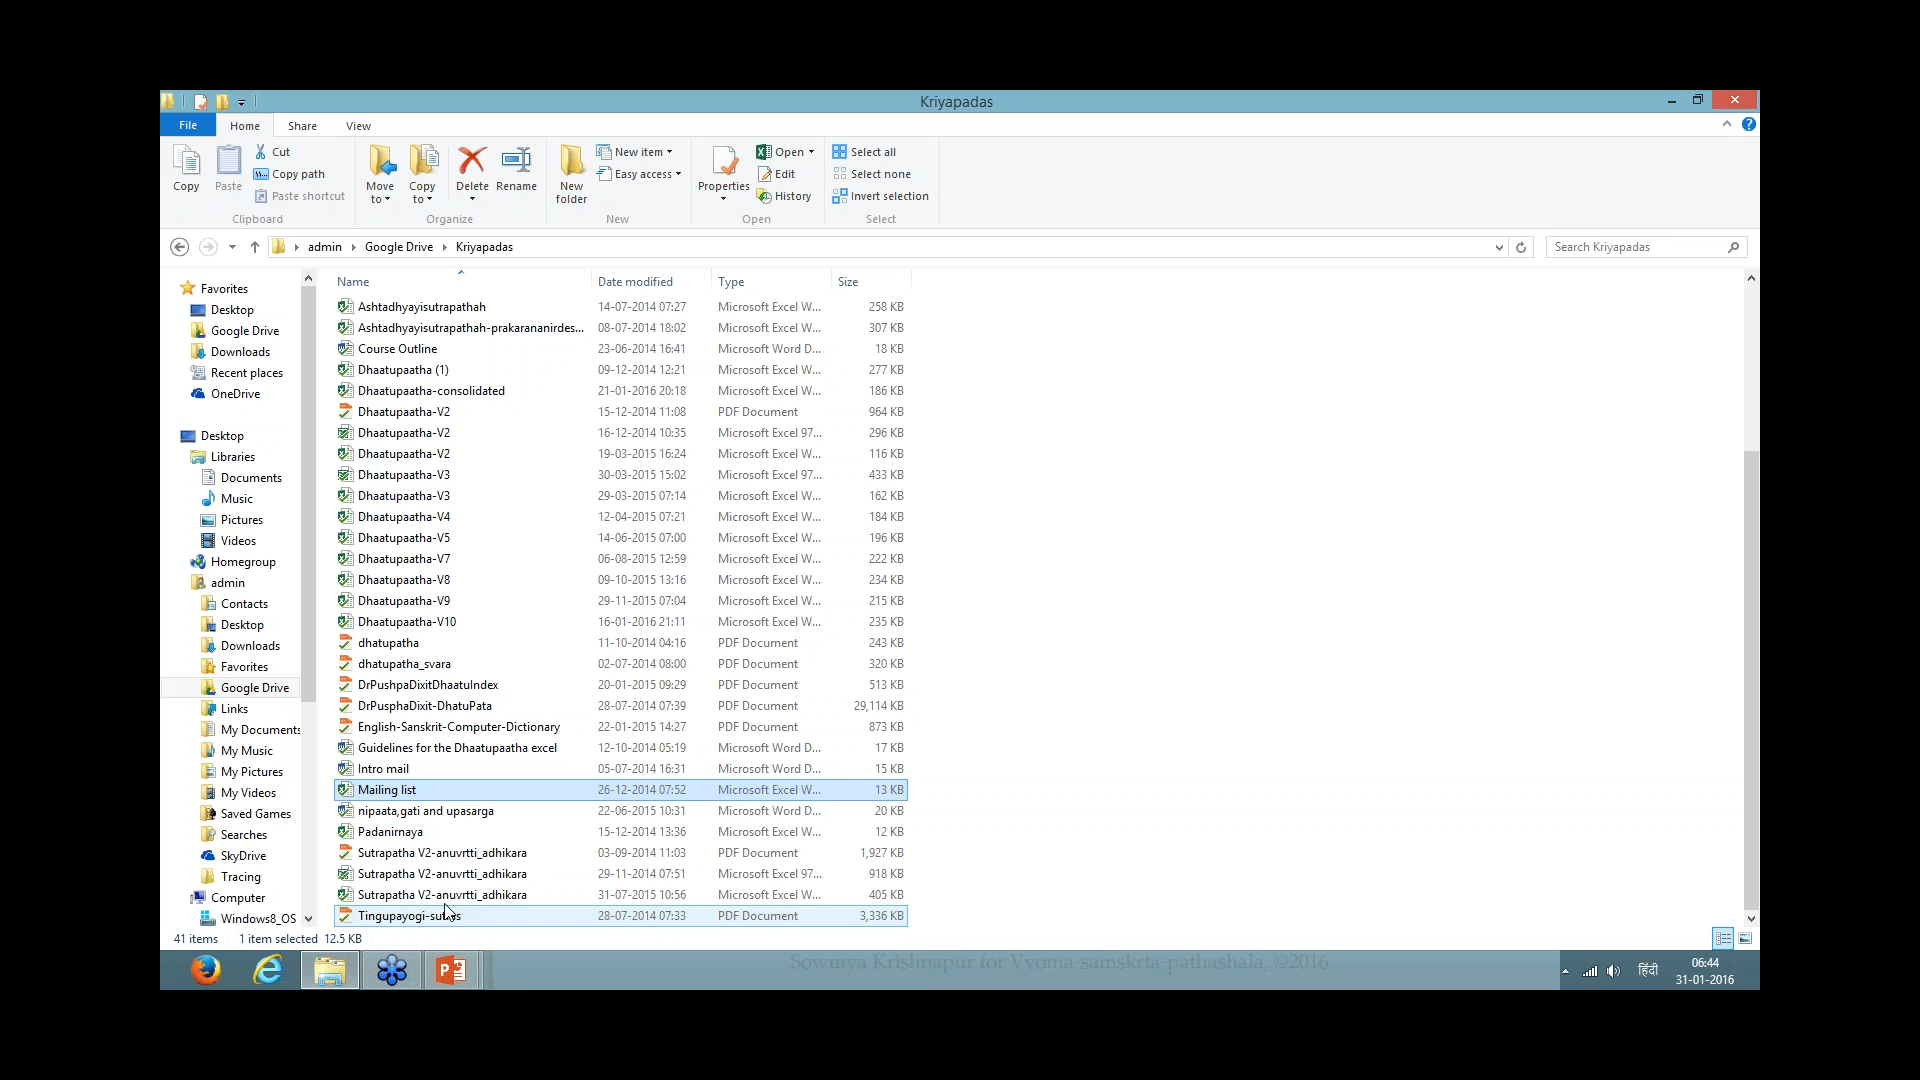 Kriyapadas
File Home Share View
Copy Paste Cut Copy path Paste shortcut Clipboard
Move to Copy to Delete Rename Organize
New folder New item Easy access New
Properties Open Edit History Open
Select all Select none Invert selection Select
admin Google Drive Kriyapadas Search Kriyapadas
Favorites
Desktop
Google Drive
Downloads
Recent places
OneDrive
Desktop
Libraries
Documents
Music
Pictures
Videos
Homegroup
admin
Contacts
Desktop
Downloads
Favorites
Google Drive
Links
My Documents
My Music
My Pictures
My Videos
Saved Games
Searches
SkyDrive
Tracing
Computer
Windows8_OS
Name Date modified Type Size
Ashtadhyayisutrapathah 14-07-2014 07:27 Microsoft Excel W... 258 KB
Ashtadhyayisutrapathah-prakarananirdes... 08-07-2014 18:02 Microsoft Excel W... 307 KB
Course Outline 23-06-2014 16:41 Microsoft Word D... 18 KB
Dhaatupaatha (1) 09-12-2014 12:21 Microsoft Excel W... 277 KB
Dhaatupaatha-consolidated 21-01-2016 20:18 Microsoft Excel W... 186 KB
Dhaatupaatha-V2 15-12-2014 11:08 PDF Document 964 KB
Dhaatupaatha-V2 16-12-2014 10:35 Microsoft Excel 97... 296 KB
Dhaatupaatha-V2 19-03-2015 16:24 Microsoft Excel W... 116 KB
Dhaatupaatha-V3 30-03-2015 15:02 Microsoft Excel 97... 433 KB
Dhaatupaatha-V3 29-03-2015 07:14 Microsoft Excel W... 162 KB
Dhaatupaatha-V4 12-04-2015 07:21 Microsoft Excel W... 184 KB
Dhaatupaatha-V5 14-06-2015 07:00 Microsoft Excel W... 196 KB
Dhaatupaatha-V7 06-08-2015 12:59 Microsoft Excel W... 222 KB
Dhaatupaatha-V8 09-10-2015 13:16 Microsoft Excel W... 234 KB
Dhaatupaatha-V9 29-11-2015 07:04 Microsoft Excel W... 215 KB
Dhaatupaatha-V10 16-01-2016 21:11 Microsoft Excel W... 235 KB
dhatupatha 11-10-2014 04:16 PDF Document 243 KB
dhatupatha_svara 02-07-2014 08:00 PDF Document 320 KB
DrPushpaDixitDhaatuIndex 20-01-2015 09:29 PDF Document 513 KB
DrPusphaDixit-DhatuPata 28-07-2014 07:39 PDF Document 29,114 KB
English-Sanskrit-Computer-Dictionary 22-01-2015 14:27 PDF Document 873 KB
Guidelines for the Dhaatupaatha excel 12-10-2014 05:19 Microsoft Word D... 17 KB
Intro mail 05-07-2014 16:31 Microsoft Word D... 15 KB
Mailing list 26-12-2014 07:52 Microsoft Excel W... 13 KB
nipaata,gati and upasarga 22-06-2015 10:31 Microsoft Word D... 20 KB
Padanirnaya 15-12-2014 13:36 Microsoft Excel W... 12 KB
Sutrapatha V2-anuvrtti_adhikara 03-09-2014 11:03 PDF Document 1,927 KB
Sutrapatha V2-anuvrtti_adhikara 29-11-2014 07:51 Microsoft Excel 97... 918 KB
Sutrapatha V2-anuvrtti_adhikara 31-07-2015 10:56 Microsoft Excel W... 405 KB
28-07-2014 07:33 PDF Document 3,336 KB
41 items 1 item selected 12.5 KB
Sowmya Krishnapur for Vyoma-samskrta-pathashala, ©2016
हिंदी 06:44
31-01-2016